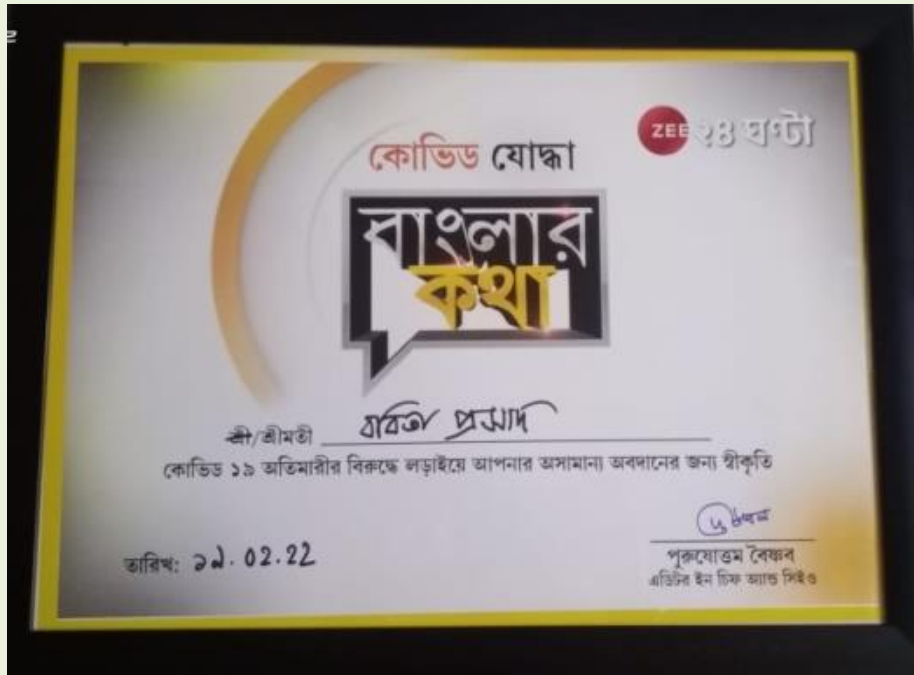 ZEE ২৪ ঘণ্টা
কোভিড যোদ্ধা
বাংলার
কথা
শ্রী/শ্রীমতী ববিতা প্রসাদ
কোভিড ১৯ অতিমারীর বিরুদ্ধে লড়াইয়ে আপনার অসামান্য অবদানের জন্য স্বীকৃতি
তারিখ: ১৯.02.22
পুরুষোত্তম বৈষ্ণব
এডিটর ইন চিফ অ্যান্ড সিইও